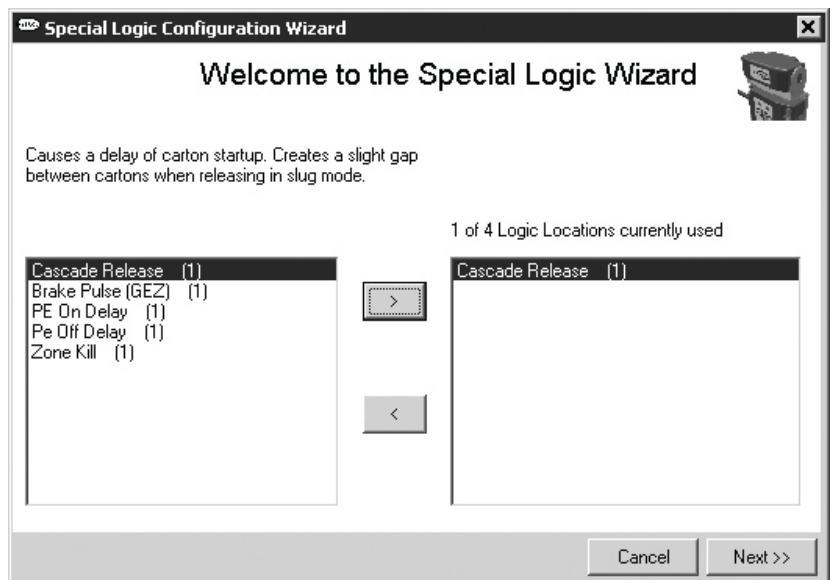 Special Logic Configuration Wizard
Welcome to the Special Logic Wizard
Causes a delay of carton startup. Creates a slight gap
between cartons when releasing in slug mode.
1 of 4 Logic Locations currently used
Cascade Release (1)
Brake Pulse (GEZ) (1)
PE On Delay (1)
Pe Off Delay (1)
Zone Kill (1)
>
<
Cascade Release (1)
Cancel
Next >>